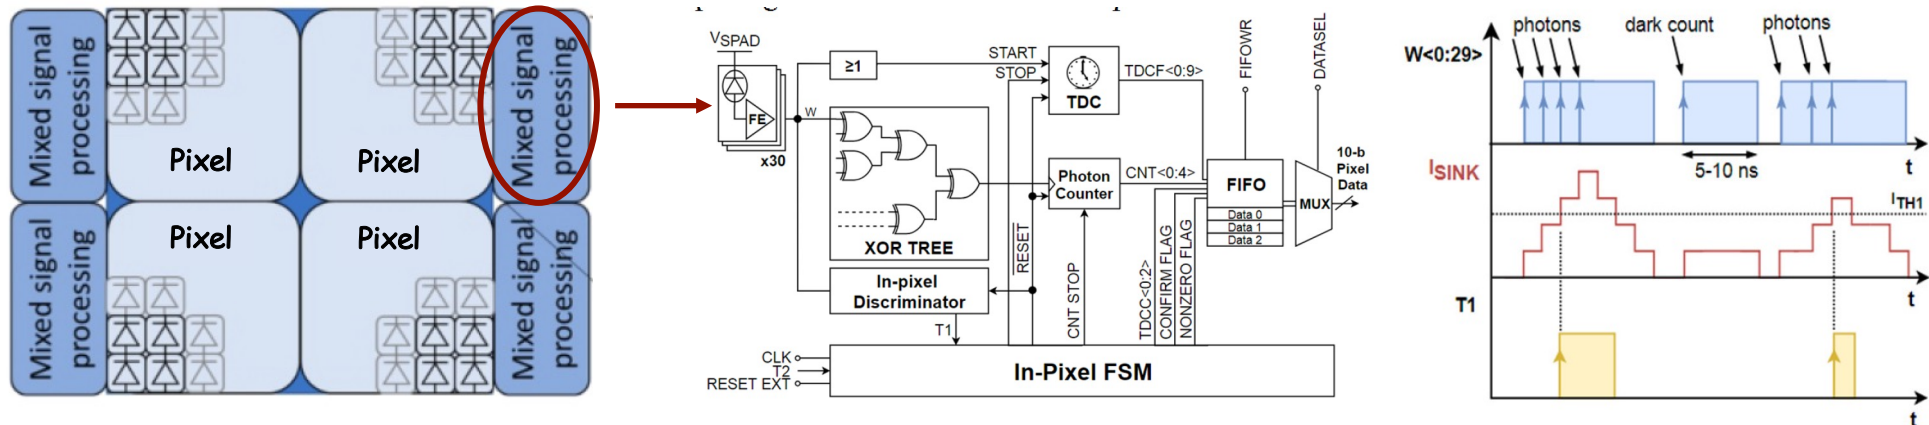 Mixed signal
processing
Pixel
Pixel
Mixed signal
processing
Mixed signal
processing
Pixel
Pixel
Mixed signal
processing
VSPAD
FE
x30
W
≥1
START
STOP
TDC
TDCF<0:9>
XOR TREE
Photon
Counter
CNT<0:4>
FIFOWR
DATASEL
FIFO
Data 0
Data 1
Data 2
MUX
10-b
Pixel
Data
In-pixel
Discriminator
T1
RESET
CNT STOP
TDCC<0:2>
CONFIRM FLAG
NONZERO FLAG
CLK
T2
RESET EXT
In-Pixel FSM
photons
dark count
photons
W<0:29>
t
5-10 ns
ISINK
ITH1
t
T1
t